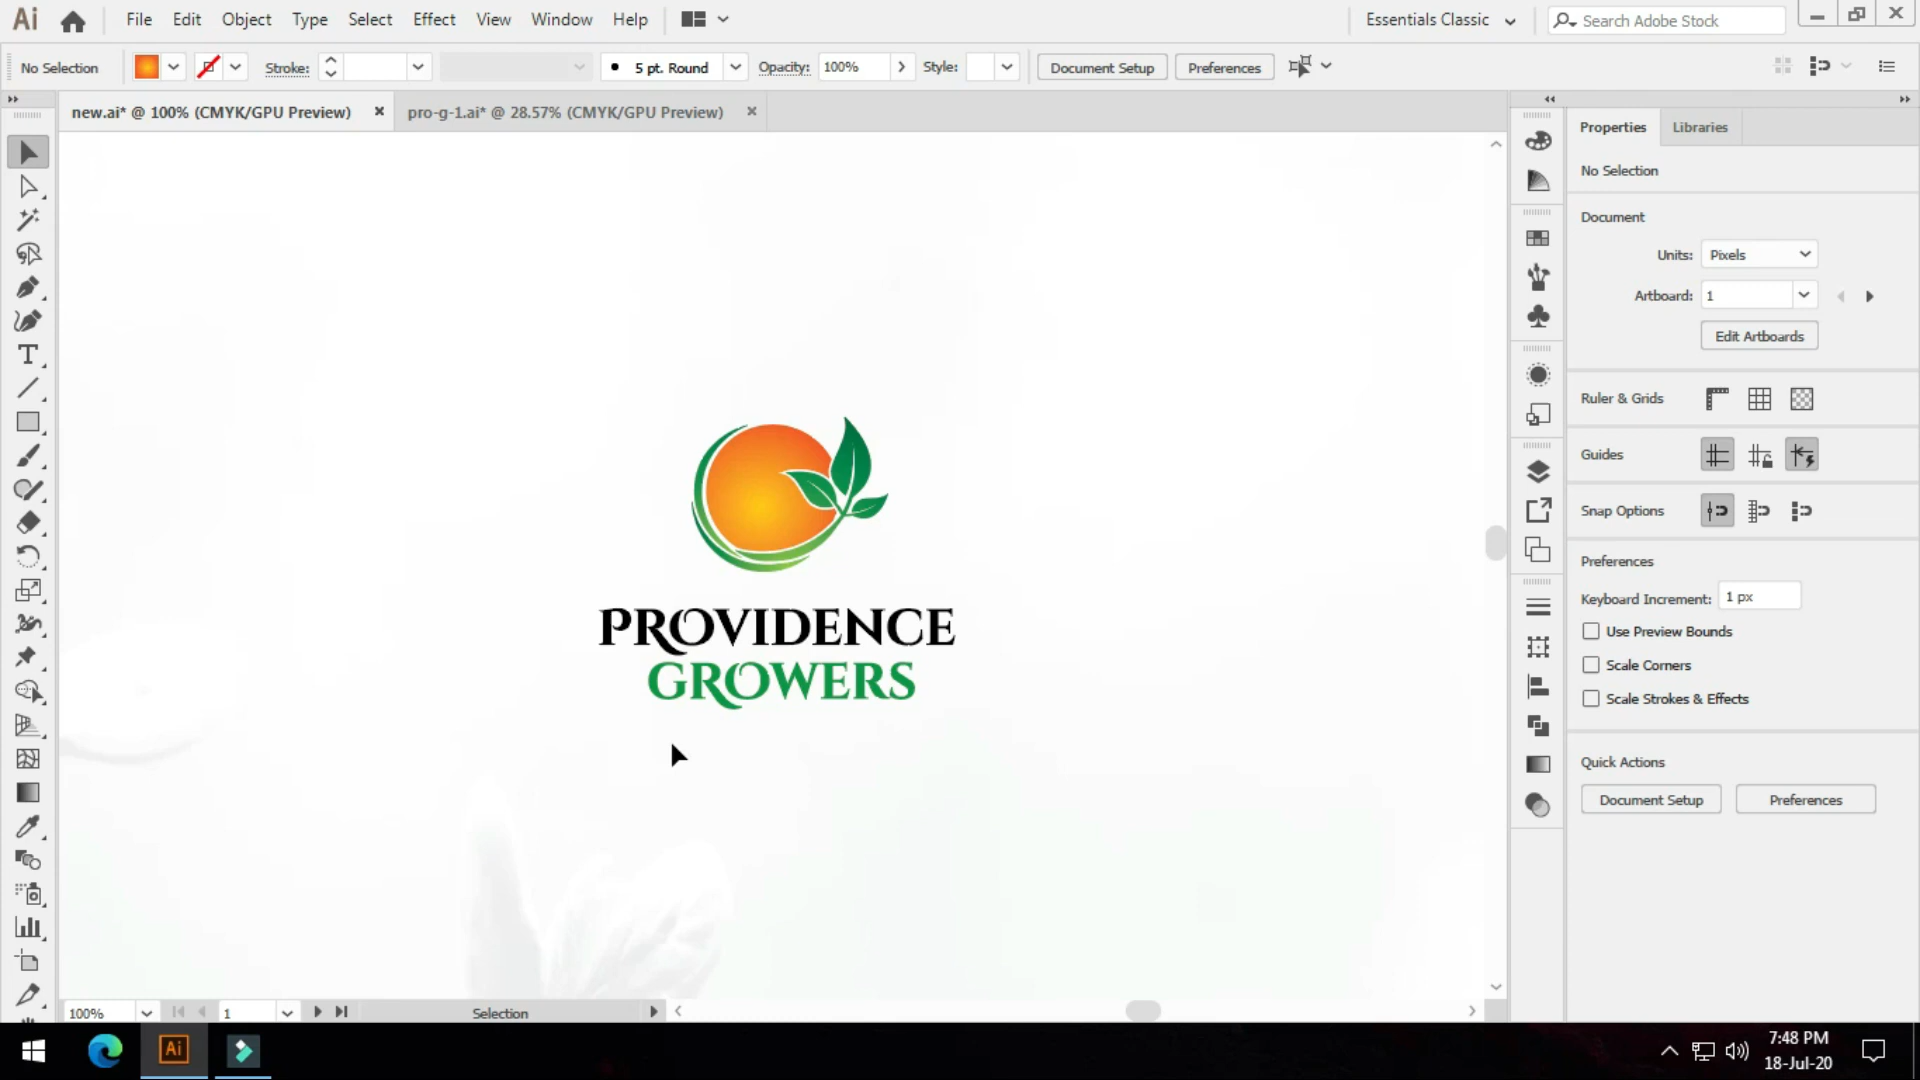 Ai File Edit Object Type Select Effect View Window Help Essentials Classic Search Adobe Stock
No Selection Stroke: 5 pt. Round Opacity: 100% Style: Document Setup Preferences
new.ai* @ 100% (CMYK/GPU Preview) pro-g-1.ai* @ 28.57% (CMYK/GPU Preview)
Properties Libraries
No Selection
Document
Units: Pixels
Artboard: 1
Edit Artboards
Ruler & Grids
Guides
Snap Options
Preferences
Keyboard Increment: 1 px
Use Preview Bounds
Scale Corners
Scale Strokes & Effects
Quick Actions
Document Setup Preferences
PROVIDENCE
GROWERS
100% 1 Selection
Ai
7:48 PM
18-Jul-20